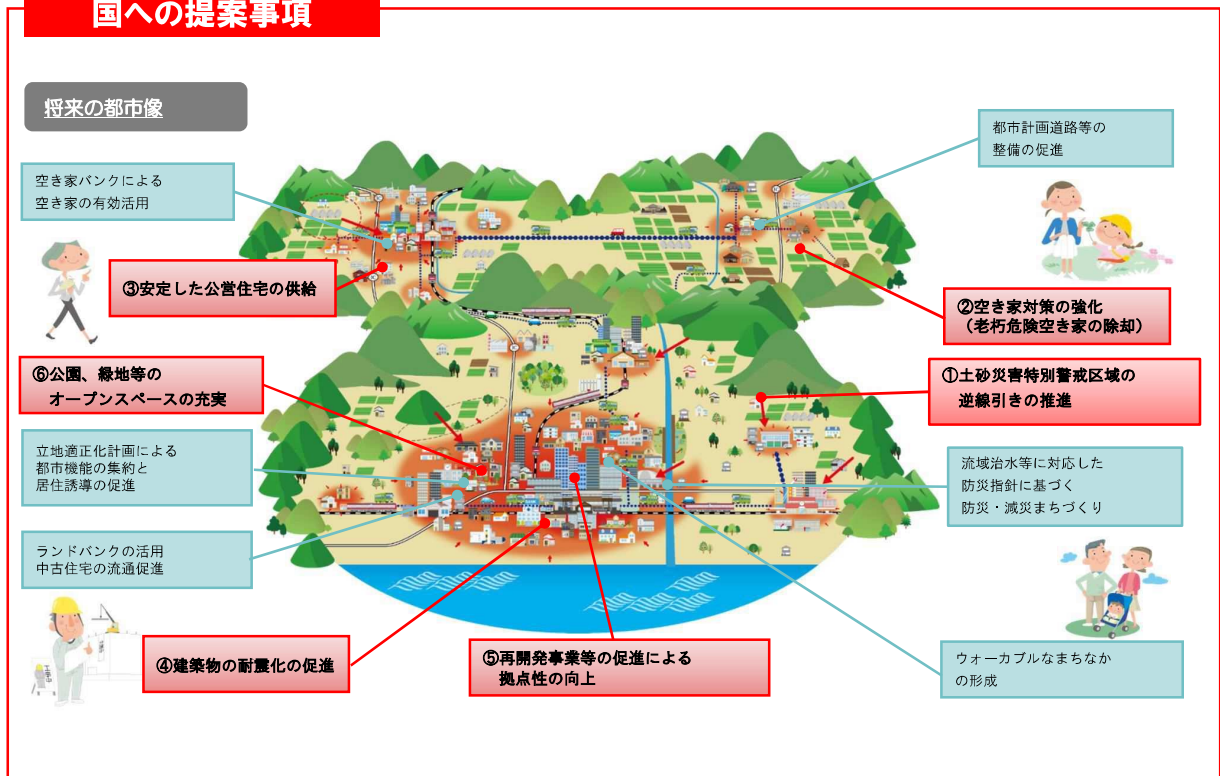 国への提案事項
将来の都市像
都市計画道路等の
整備の促進
空き家バンクによる
空き家の有効活用
③安定した公営住宅の供給
②空き家対策の強化
（老朽危険空き家の除却）
⑥公園、緑地等の
オープンスペースの充実
①土砂災害特別警戒区域の
逆線引きの推進
立地適正化計画による
都市機能の集約と
居住誘導の促進
流域治水等に対応した
防災指針に基づく
防災・減災まちづくり
ランドバンクの活用
中古住宅の流通促進
④建築物の耐震化の促進
⑤再開発事業等の促進による
拠点性の向上
ウォーカブルなまちなか
の形成